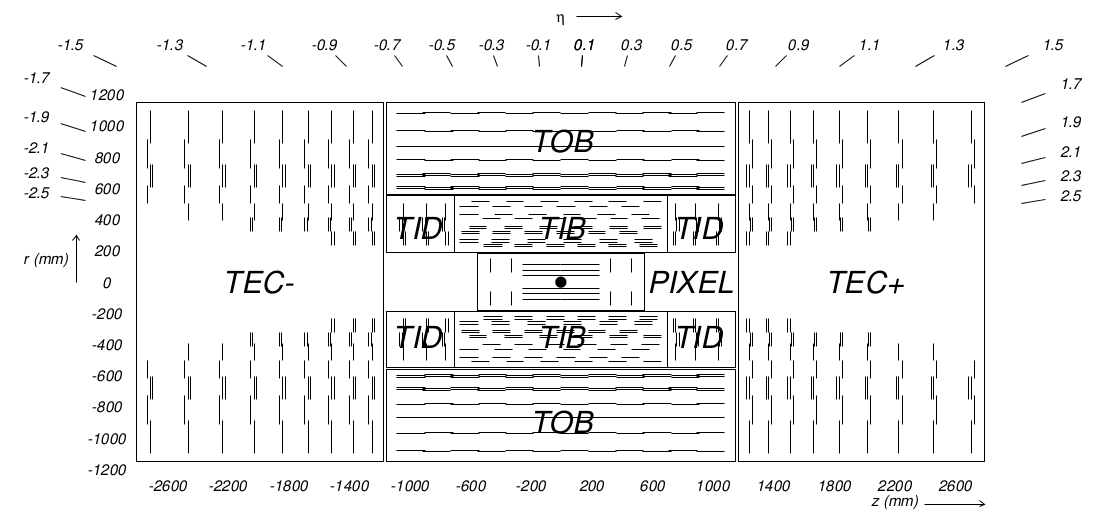 η
-1.5 -1.3 -1.1 -0.9 -0.7 -0.5 -0.3 -0.1 0.1 0.3 0.5 0.7 0.9 1.1 1.3 1.5
-1.7 1.7
1200
-1.9 1.9
1000
TOB
-2.1 2.1
800
-2.3 2.3
600
-2.5 2.5
400
TID TIB TID
200
r (mm)
0
TEC- PIXEL TEC+
-200
TID TIB TID
-400
-600
-800
TOB
-1000
-1200
-2600 -2200 -1800 -1400 -1000 -600 -200 200 600 1000 1400 1800 2200 2600
z (mm)